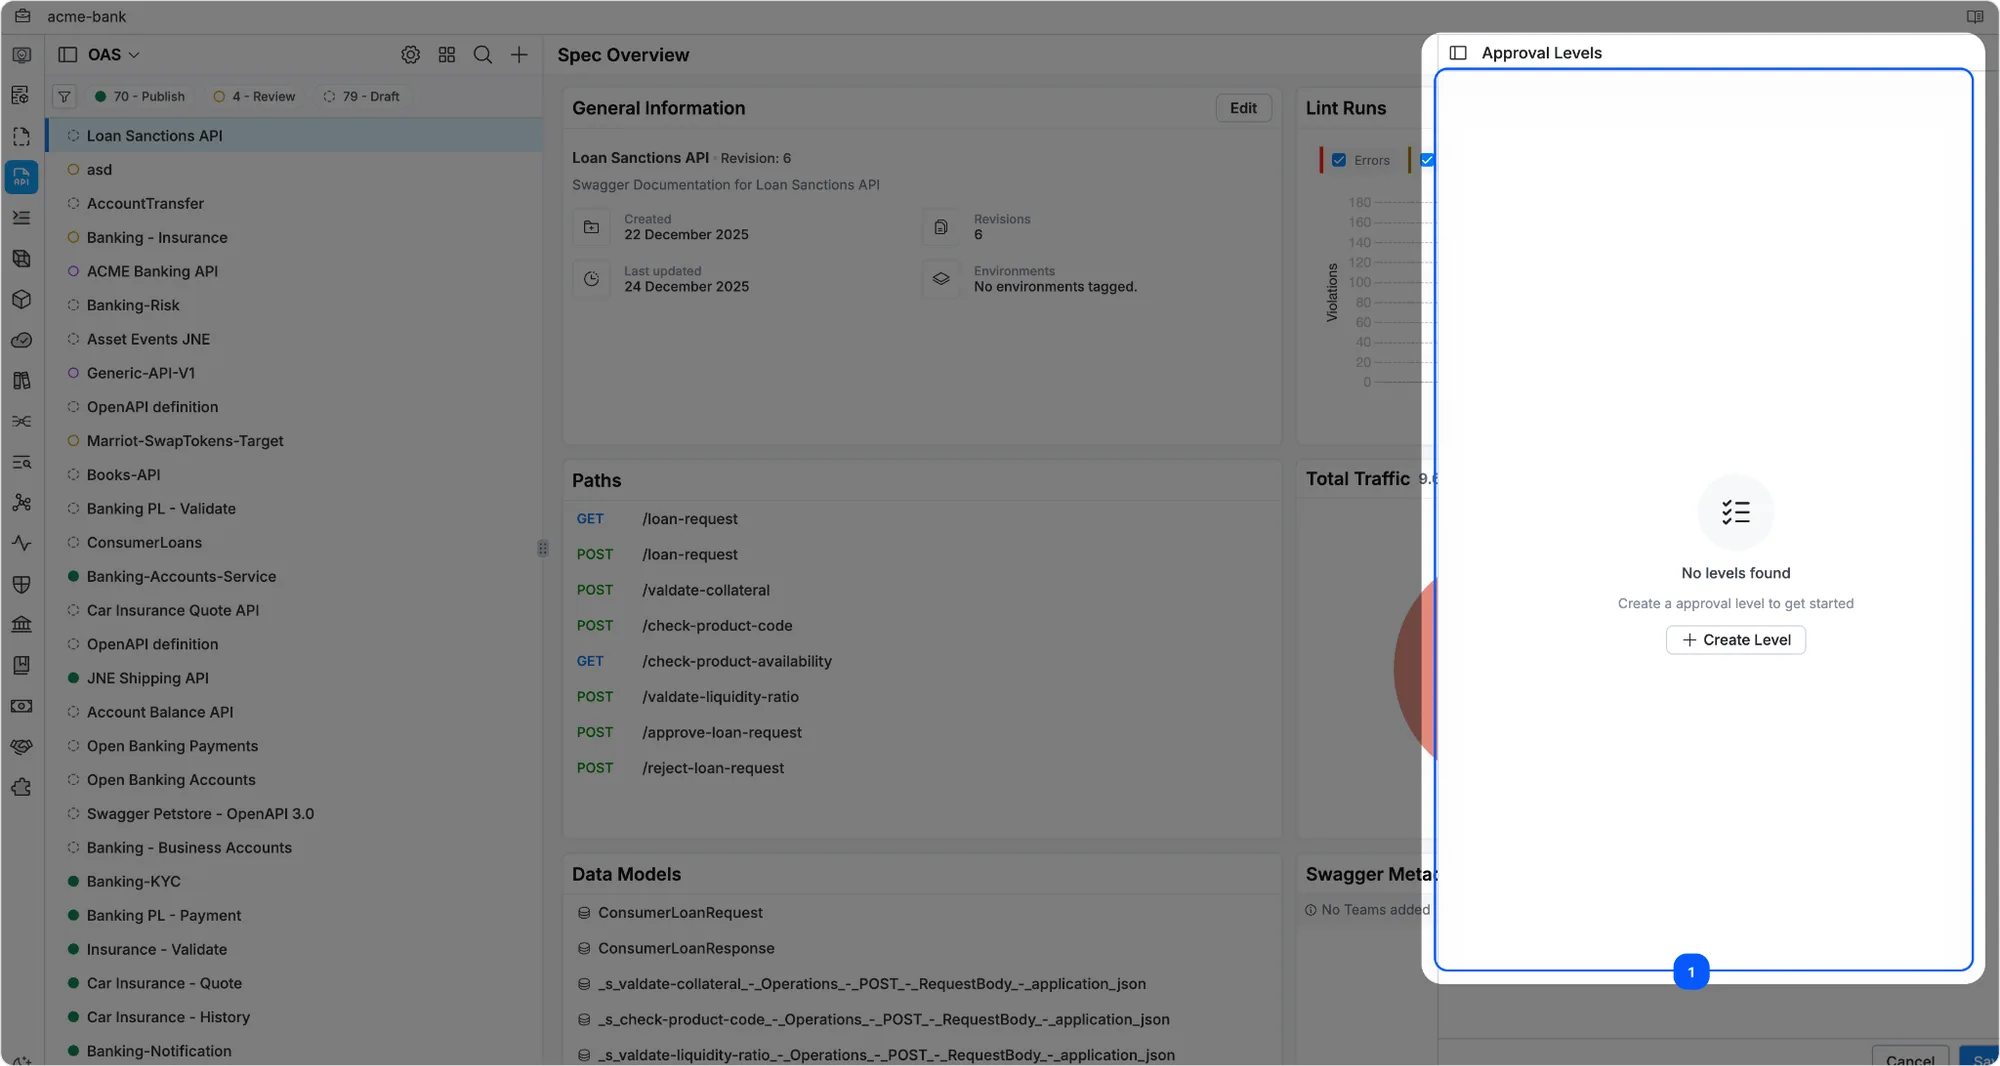 acme-bank
OAS
70 - Publish
4 - Review
79 - Draft
Loan Sanctions API
asd
AccountTransfer
Banking - Insurance
ACME Banking API
Banking-Risk
Asset Events JNE
Generic-API-V1
OpenAPI definition
Marriot-SwapTokens-Target
Books-API
Banking PL - Validate
ConsumerLoans
Banking-Accounts-Service
Car Insurance Quote API
OpenAPI definition
JNE Shipping API
Account Balance API
Open Banking Payments
Open Banking Accounts
Swagger Petstore - OpenAPI 3.0
Banking - Business Accounts
Banking-KYC
Banking PL - Payment
Insurance - Validate
Car Insurance - Quote
Car Insurance - History
Banking-Notification
Spec Overview
General Information
Edit
Loan Sanctions API · Revision: 6
Swagger Documentation for Loan Sanctions API
Created
22 December 2025
Revisions
6
Last updated
24 December 2025
Environments
No environments tagged.
Paths
GET /loan-request
POST /loan-request
POST /valdate-collateral
POST /check-product-code
GET /check-product-availability
POST /valdate-liquidity-ratio
POST /approve-loan-request
POST /reject-loan-request
Data Models
ConsumerLoanRequest
ConsumerLoanResponse
_s_valdate-collateral_-_Operations_-_POST_-_RequestBody_-_application_json
_s_check-product-code_-_Operations_-_POST_-_RequestBody_-_application_json
_s_valdate-liquidity-ratio_-_Operations_-_POST_-_RequestBody_-_application_json
Lint Runs
Errors
Violations
180
160
140
120
100
80
60
40
20
0
Total Traffic
Swagger Meta
No Teams added
Approval Levels
No levels found
Create a approval level to get started
Create Level
1
Cancel